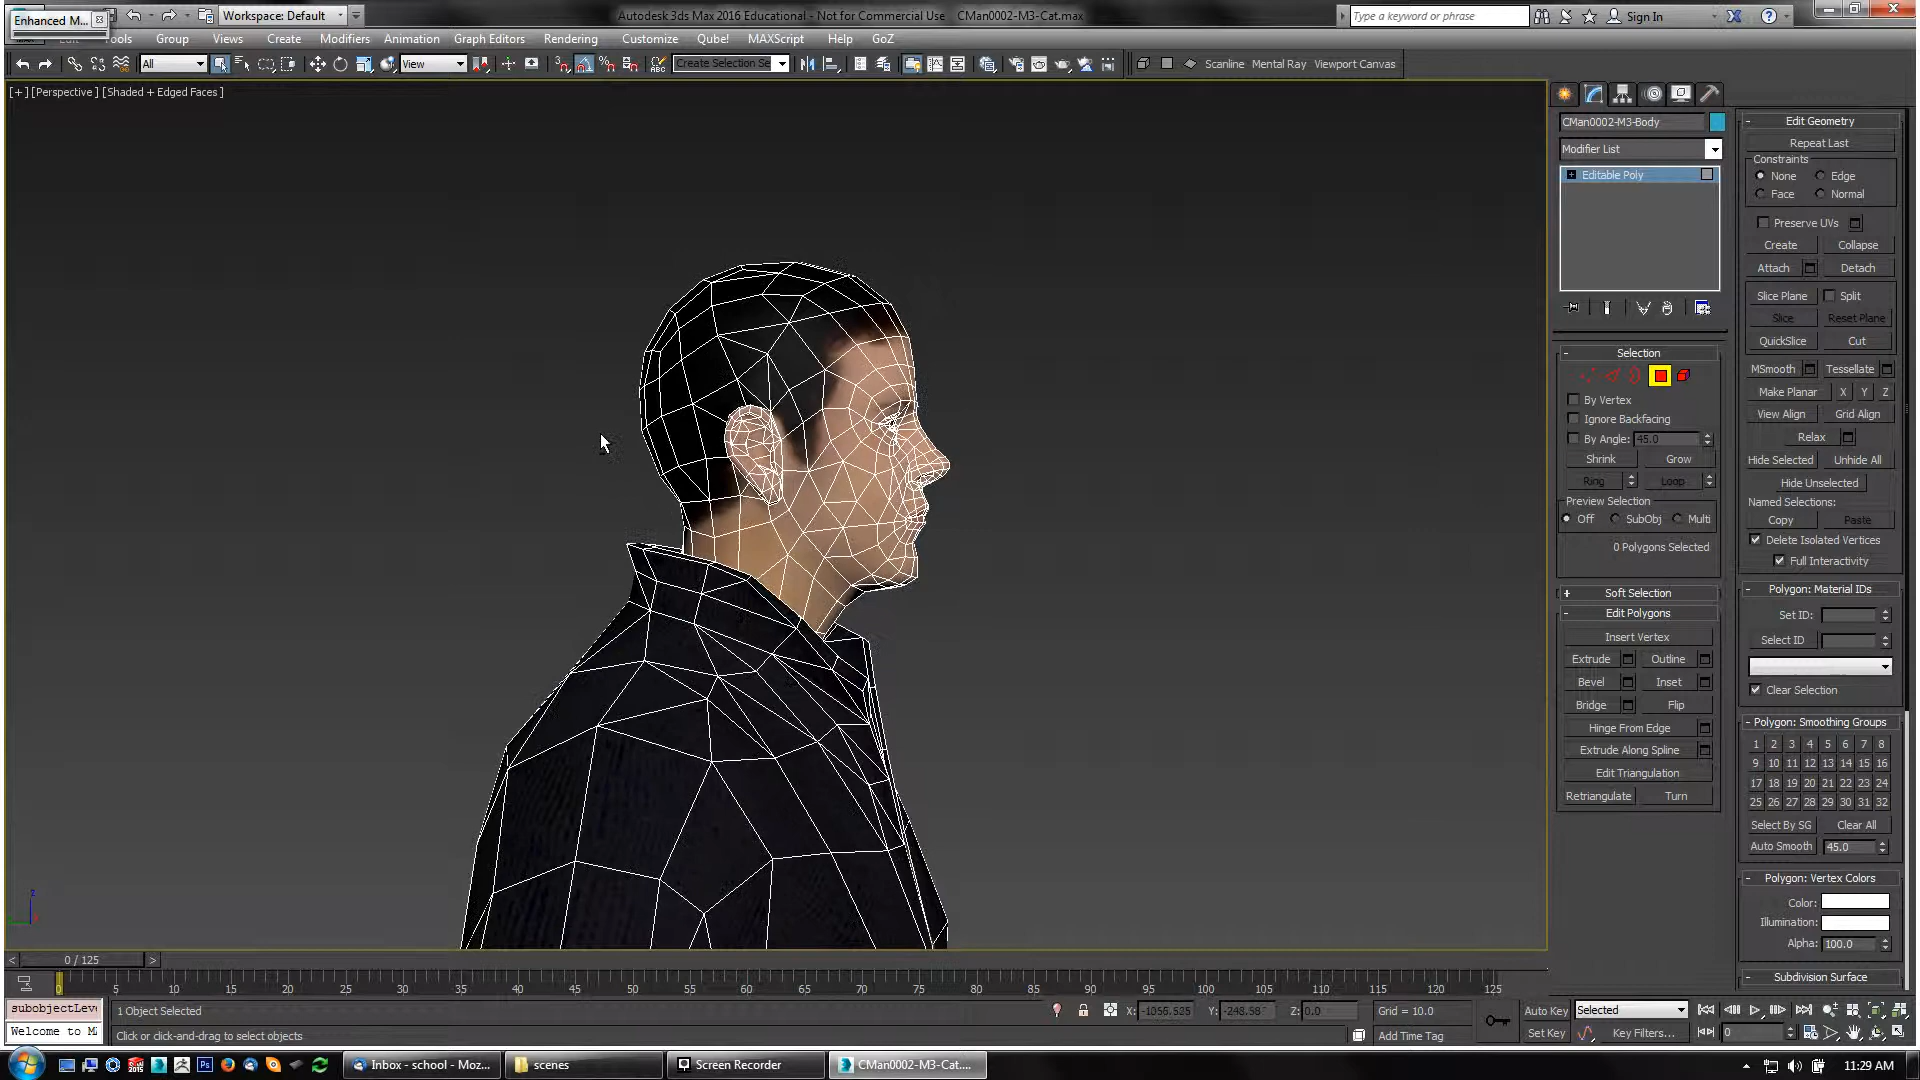 Enhanced M...
Workspace: Default
Autodesk 3ds Max 2016 Educational - Not for Commercial Use CMan0002-M3-Cat.max
Type a keyword or phrase
Sign In
Tools Group Views Create Modifiers Animation Graph Editors Rendering Customize Qube! MAXScript Help GoZ
All View Create Selection Se Scanline Mental Ray Viewport Canvas
[+] [Perspective ] [Shaded + Edged Faces ]
CMan0002-M3-Body
Modifier List
Editable Poly
Selection
By Vertex
Ignore Backfacing
By Angle: 45.0
Shrink Grow
Ring Loop
Preview Selection
Off SubObj Multi
0 Polygons Selected
Soft Selection
Edit Polygons
Insert Vertex
Extrude Outline
Bevel Inset
Bridge Flip
Hinge From Edge
Extrude Along Spline
Edit Triangulation
Retriangulate Turn
Edit Geometry
Repeat Last
Constraints
None Edge
Face Normal
Preserve UVs
Create Collapse
Attach Detach
Slice Plane Split
Slice Reset Plane
QuickSlice Cut
MSmooth Tessellate
Make Planar X Y Z
View Align Grid Align
Relax
Hide Selected Unhide All
Hide Unselected
Named Selections:
Copy Paste
Delete Isolated Vertices
Full Interactivity
Polygon: Material IDs
Set ID:
Select ID
Clear Selection
Polygon: Smoothing Groups
1 2 3 4 5 6 7 8
9 10 11 12 13 14 15 16
17 18 19 20 21 22 23 24
25 26 27 28 29 30 31 32
Select By SG Clear All
Auto Smooth 45.0
Polygon: Vertex Colors
Color:
Illumination:
Alpha: 100.0
Subdivision Surface
0 / 125
0 5 10 15 20 25 30 35 40 45 50 55 60 65 70 75 80 85 90 95 100 105 110 115 120 125
subobjectLeve
1 Object Selected
X: -1056.525 Y: -248.58 Z: 0.0 Grid = 10.0 Auto Key Selected
Welcome to M
Click or click-and-drag to select objects
Add Time Tag Set Key Key Filters... 0
Inbox - school - Moz... scenes Screen Recorder CMan0002-M3-Cat.... 11:29 AM